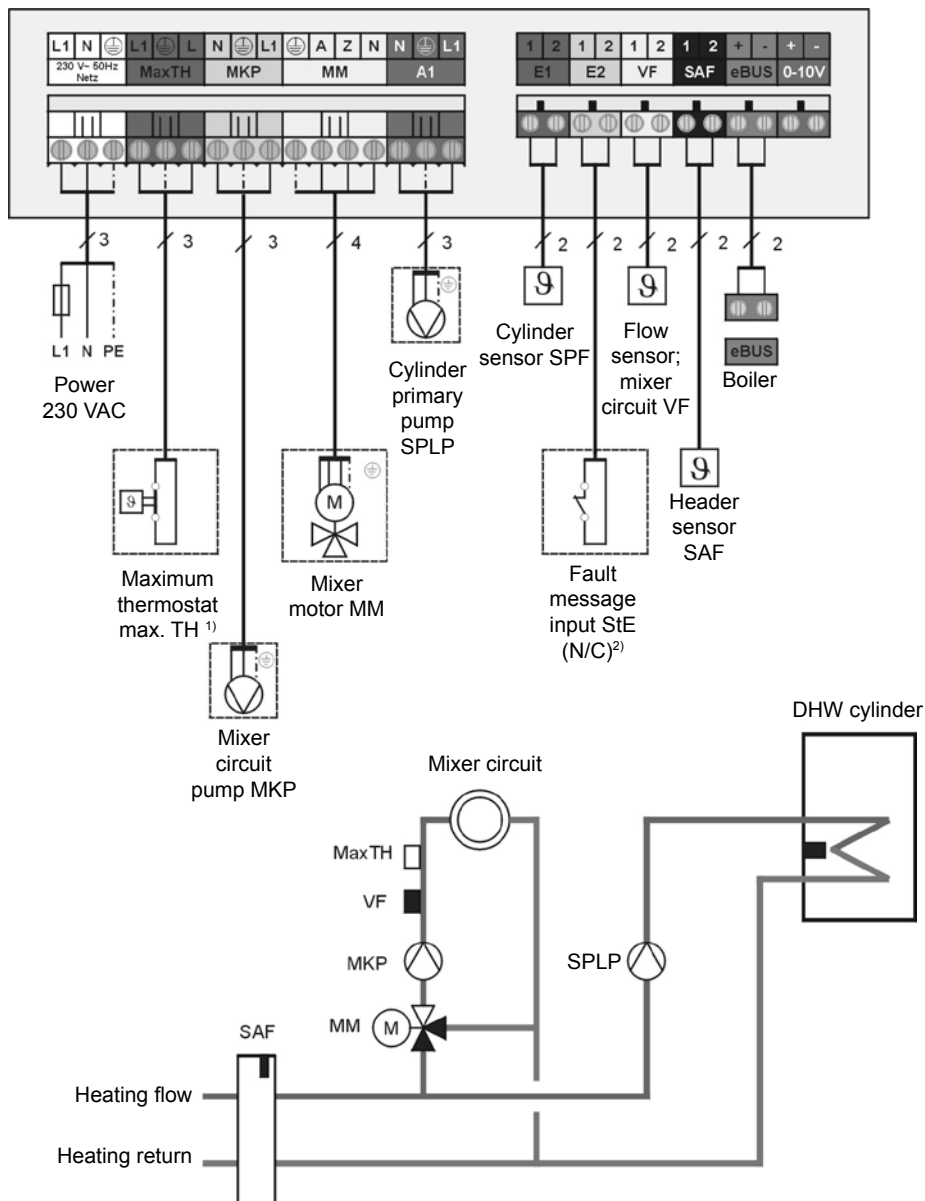 L1 N L1 L N L1 A Z N N L1
230 V~ 50Hz
Netz
MaxTH MKP MM A1
1 2 1 2 1 2 1 2 + - + -
E1 E2 VF SAF eBUS 0-10V
3 3 3 4 3 2 2 2 2 2
L1 N PE
Power
230 VAC
Cylinder
primary
pump
SPLP
Cylinder
sensor SPF
Flow
sensor;
mixer
circuit VF
eBUS
Boiler
ϑ
ϑ
ϑ
ϑ
M
Maximum
thermostat
max. TH 1)
Mixer
motor MM
Fault
message
input StE
(N/C)2)
Header
sensor
SAF
Mixer
circuit
pump MKP
DHW cylinder
Mixer circuit
MaxTH
VF
MKP
SPLP
MM
M
SAF
Heating flow
Heating return